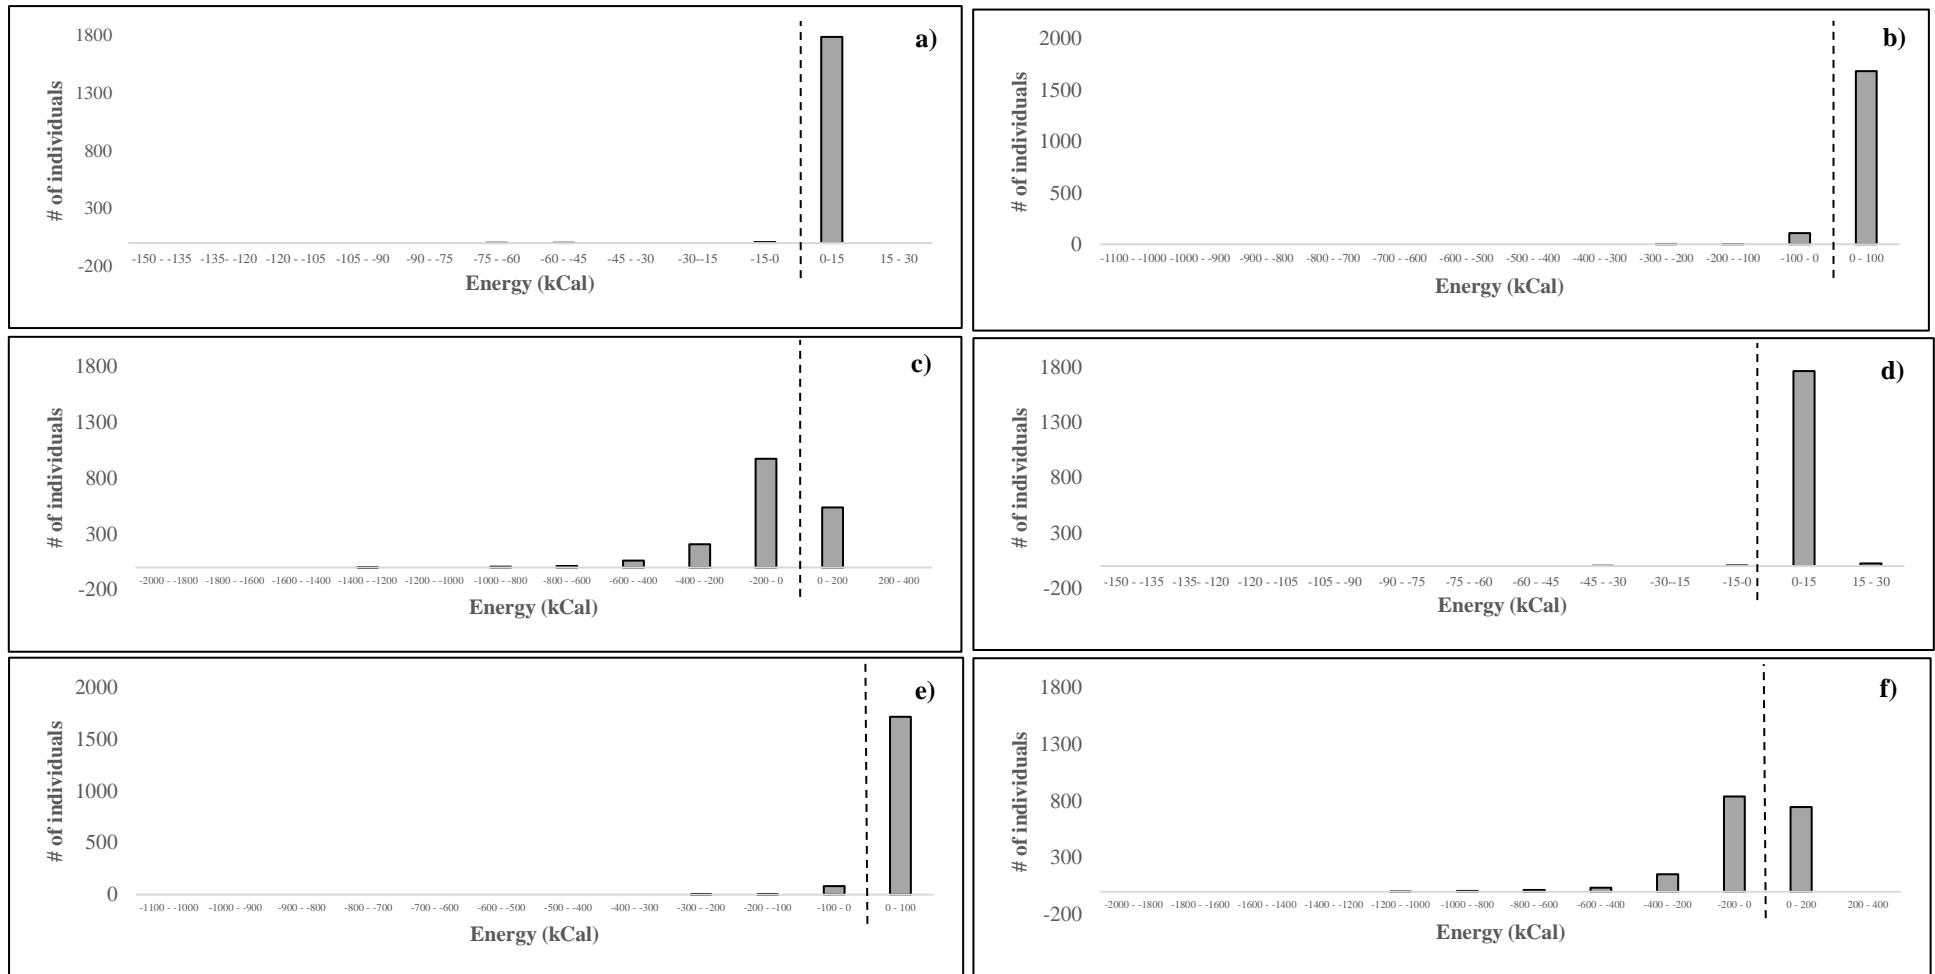 a)
# of individuals
1800
1300
800
300
-200
-150 - -135 -135- -120 -120 - -105 -105 - -90 -90 - -75 -75 - -60 -60 - -45 -45 - -30 -30--15 -15-0 0-15 15 - 30
Energy (kCal)
b)
# of individuals
2000
1500
1000
500
0
-1100 - -1000 -1000 - -900 -900 - -800 -800 - -700 -700 - -600 -600 - -500 -500 - -400 -400 - -300 -300 - -200 -200 - -100 -100 - 0 0 - 100
Energy (kCal)
c)
# of individuals
1800
1300
800
300
-200
-2000 - -1800 -1800 - -1600 -1600 - -1400 -1400 - -1200 -1200 - -1000 -1000 - -800 -800 - -600 -600 - -400 -400 - -200 -200 - 0 0 - 200 200 - 400
Energy (kCal)
d)
# of individuals
1800
1300
800
300
-200
-150 - -135 -135- -120 -120 - -105 -105 - -90 -90 - -75 -75 - -60 -60 - -45 -45 - -30 -30--15 -15-0 0-15 15 - 30
Energy (kCal)
e)
# of individuals
2000
1500
1000
500
0
-1100 - -1000 -1000 - -900 -900 - -800 -800 - -700 -700 - -600 -600 - -500 -500 - -400 -400 - -300 -300 - -200 -200 - -100 -100 - 0 0 - 100
Energy (kCal)
f)
# of individuals
1800
1300
800
300
-200
-2000 - -1800 -1800 - -1600 -1600 - -1400 -1400 - -1200 -1200 - -1000 -1000 - -800 -800 - -600 -600 - -400 -400 - -200 -200 - 0 0 - 200 200 - 400
Energy (kCal)